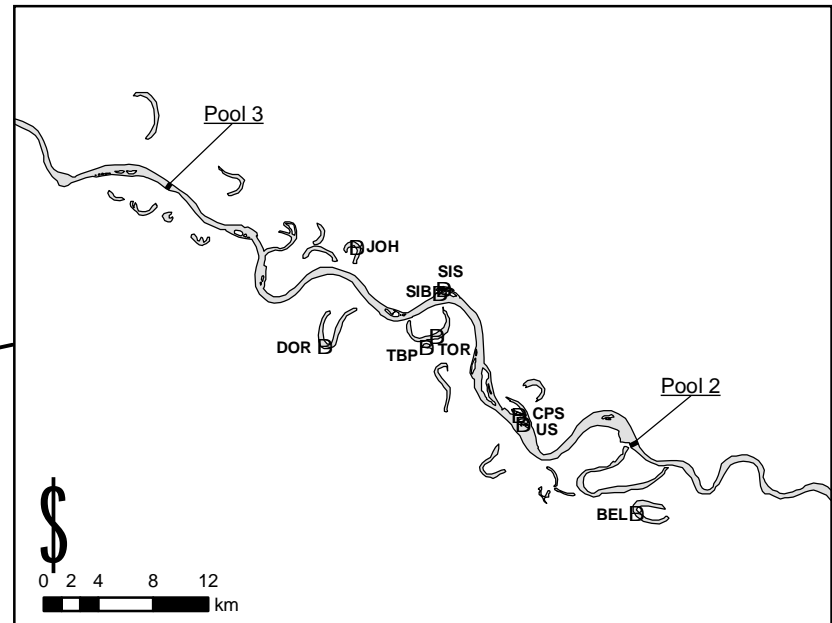 Pool 3
D JOH
SIS
D
SIB D
DOR D
D TOR
TBP D
Pool 2
D CPS
D US
BEL D
$
0 2 4 8 12
km